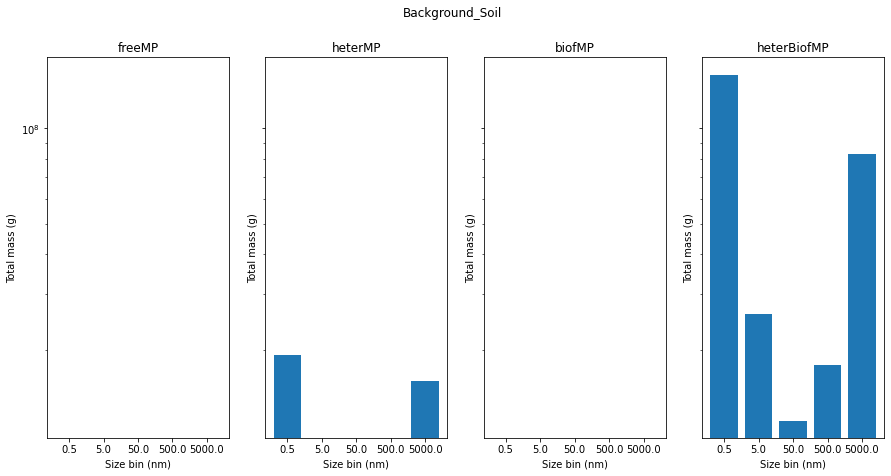 Background_Soil
freeMP
heterMP
biofMP
heterBiofMP
10⁸
Total mass (g)
Total mass (g)
Total mass (g)
Total mass (g)
0.5 5.0 50.0 500.0 5000.0
0.5 5.0 50.0 500.0 5000.0
0.5 5.0 50.0 500.0 5000.0
0.5 5.0 50.0 500.0 5000.0
Size bin (nm)
Size bin (nm)
Size bin (nm)
Size bin (nm)